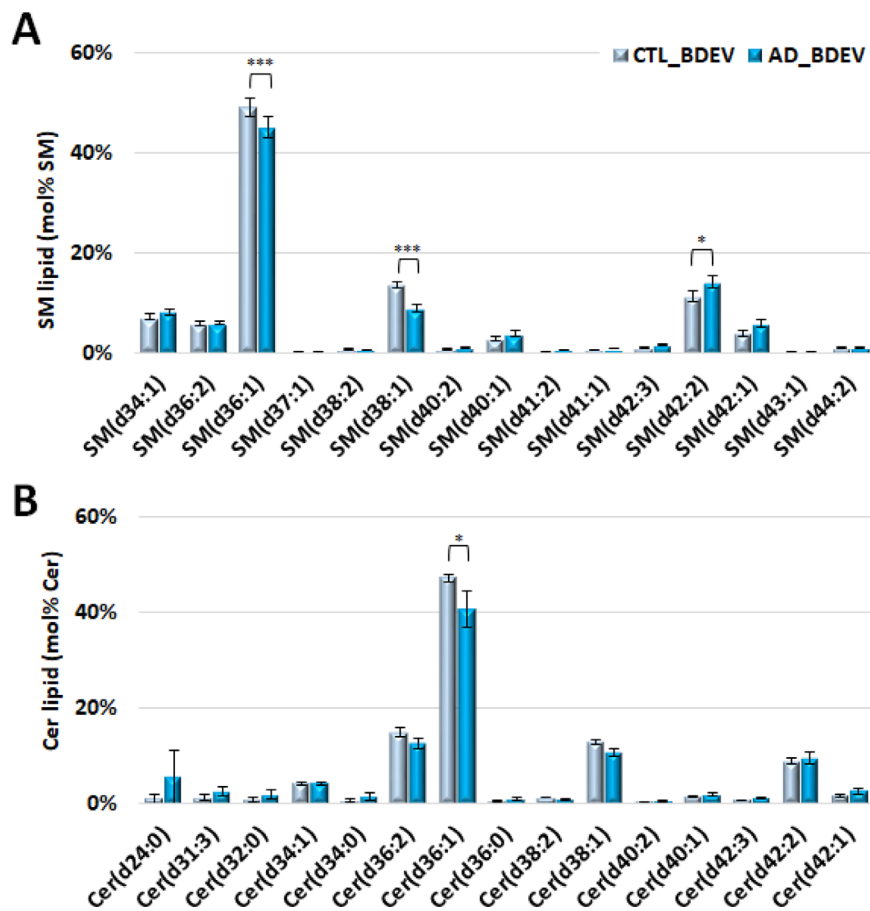 A
60%
CTL_BDEV AD_BDEV
***
40%
SM lipid (mol% SM)
20%
***
*
0%
SM(d34:1)
SM(d36:2)
SM(d36:1)
SM(d37:1)
SM(d38:2)
SM(d38:1)
SM(d40:2)
SM(d40:1)
SM(d41:2)
SM(d41:1)
SM(d42:3)
SM(d42:2)
SM(d42:1)
SM(d43:1)
SM(d44:2)
B
60%
*
40%
Cer lipid (mol% Cer)
20%
0%
Cer(d24:0)
Cer(d31:3)
Cer(d32:0)
Cer(d34:1)
Cer(d34:0)
Cer(d36:2)
Cer(d36:1)
Cer(d36:0)
Cer(d38:2)
Cer(d38:1)
Cer(d40:2)
Cer(d40:1)
Cer(d42:3)
Cer(d42:2)
Cer(d42:1)